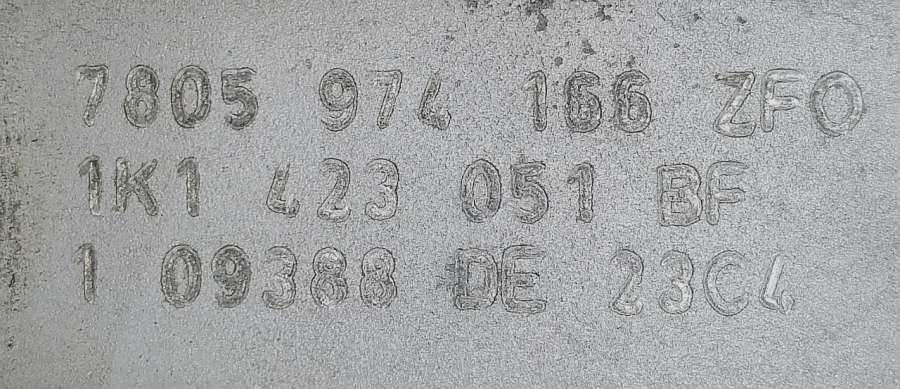 7805 974 166 ZFO
1K1 423 051 BF
1 09388 DE 23C4